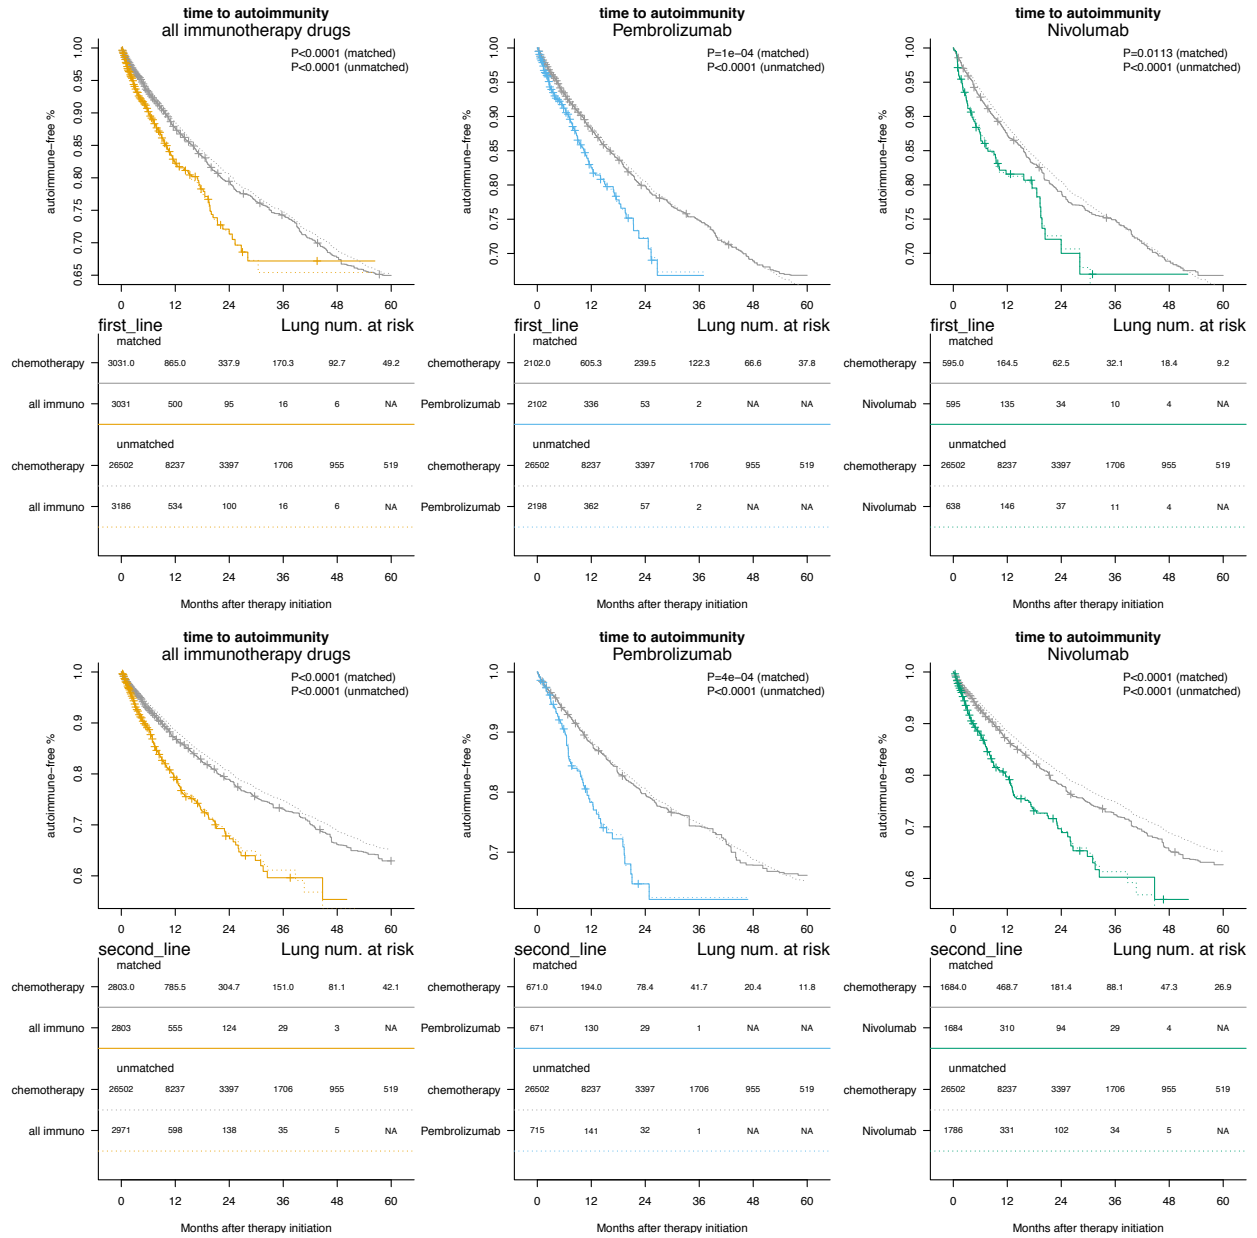 time to autoimmunity
all immunotherapy drugs
P<0.0001 (matched)
P<0.0001 (unmatched)
autoimmune−free %
1.00
0.95
0.90
0.85
0.80
0.75
0.70
0.65
0 12 24 36 48 60
first_line Lung num. at risk
matched
chemotherapy 3031.0 865.0 337.9 170.3 92.7 49.2
all immuno 3031 500 95 16 6 NA
unmatched
chemotherapy 26502 8237 3397 1706 955 519
all immuno 3186 534 100 16 6 NA
0 12 24 36 48 60
Months after therapy initiation
time to autoimmunity
Pembrolizumab
P=1e−04 (matched)
P<0.0001 (unmatched)
autoimmune−free %
1.00
0.95
0.90
0.85
0.80
0.75
0.70
0 12 24 36 48 60
first_line Lung num. at risk
matched
chemotherapy 2102.0 605.3 239.5 122.3 66.6 37.8
Pembrolizumab 2102 336 53 2 NA NA
unmatched
chemotherapy 26502 8237 3397 1706 955 519
Pembrolizumab 2198 362 57 2 NA NA
0 12 24 36 48 60
Months after therapy initiation
time to autoimmunity
Nivolumab
P=0.0113 (matched)
P<0.0001 (unmatched)
autoimmune−free %
1.00
0.95
0.90
0.85
0.80
0.75
0.70
0 12 24 36 48 60
first_line Lung num. at risk
matched
chemotherapy 595.0 164.5 62.5 32.1 18.4 9.2
Nivolumab 595 135 34 10 4 NA
unmatched
chemotherapy 26502 8237 3397 1706 955 519
Nivolumab 638 146 37 11 4 NA
0 12 24 36 48 60
Months after therapy initiation
time to autoimmunity
all immunotherapy drugs
P<0.0001 (matched)
P<0.0001 (unmatched)
autoimmune−free %
1.0
0.9
0.8
0.7
0.6
0 12 24 36 48 60
second_line Lung num. at risk
matched
chemotherapy 2803.0 785.5 304.7 151.0 81.1 42.1
all immuno 2803 555 124 29 3 NA
unmatched
chemotherapy 26502 8237 3397 1706 955 519
all immuno 2971 598 138 35 5 NA
0 12 24 36 48 60
Months after therapy initiation
time to autoimmunity
Pembrolizumab
P=4e−04 (matched)
P<0.0001 (unmatched)
autoimmune−free %
1.0
0.9
0.8
0.7
0 12 24 36 48 60
second_line Lung num. at risk
matched
chemotherapy 671.0 194.0 78.4 41.7 20.4 11.8
Pembrolizumab 671 130 29 1 NA NA
unmatched
chemotherapy 26502 8237 3397 1706 955 519
Pembrolizumab 715 141 32 1 NA NA
0 12 24 36 48 60
Months after therapy initiation
time to autoimmunity
Nivolumab
P<0.0001 (matched)
P<0.0001 (unmatched)
autoimmune−free %
1.0
0.9
0.8
0.7
0.6
0 12 24 36 48 60
second_line Lung num. at risk
matched
chemotherapy 1684.0 468.7 181.4 88.1 47.3 26.9
Nivolumab 1684 310 94 29 4 NA
unmatched
chemotherapy 26502 8237 3397 1706 955 519
Nivolumab 1786 331 102 34 5 NA
0 12 24 36 48 60
Months after therapy initiation